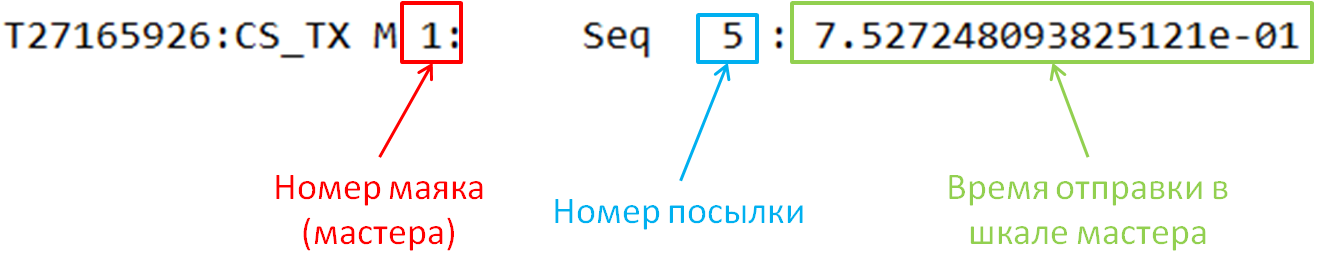 T27165926:CS_TX M 1: Seq 5 : 7.527248093825121e-01
Номер маяка
(мастера)
Номер посылки
Время отправки в
шкале мастера